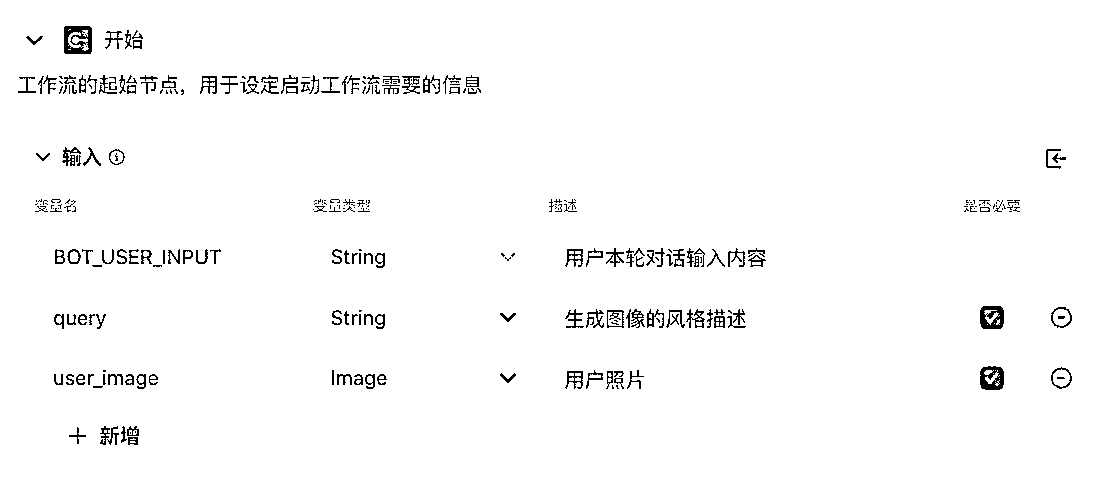 开始
工作流的起始节点，用于设定启动工作流需要的信息
输入
变量名 变量类型 描述 是否必要
BOT_USER_INPUT String 用户本轮对话输入内容
query String 生成图像的风格描述
user_image Image 用户照片
+ 新增